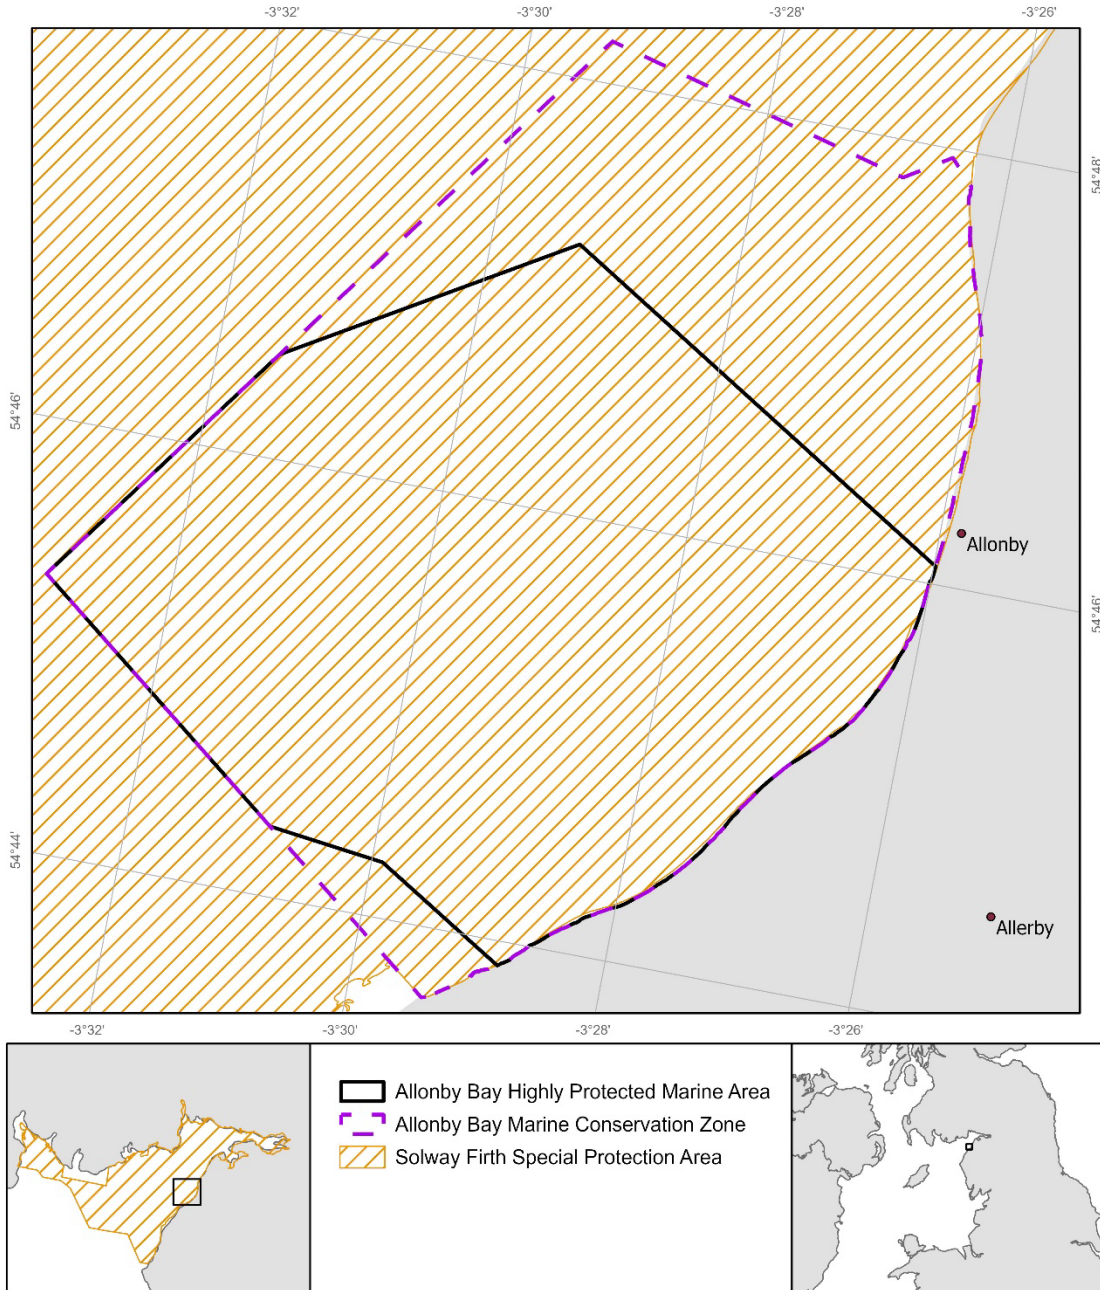 -3°32'
-3°30'
-3°28'
-3°26'
54°48'
54°46'
Allonby
54°46'
54°44'
Allerby
-3°32'
-3°30'
-3°28'
-3°26'
Allonby Bay Highly Protected Marine Area
Allonby Bay Marine Conservation Zone
Solway Firth Special Protection Area